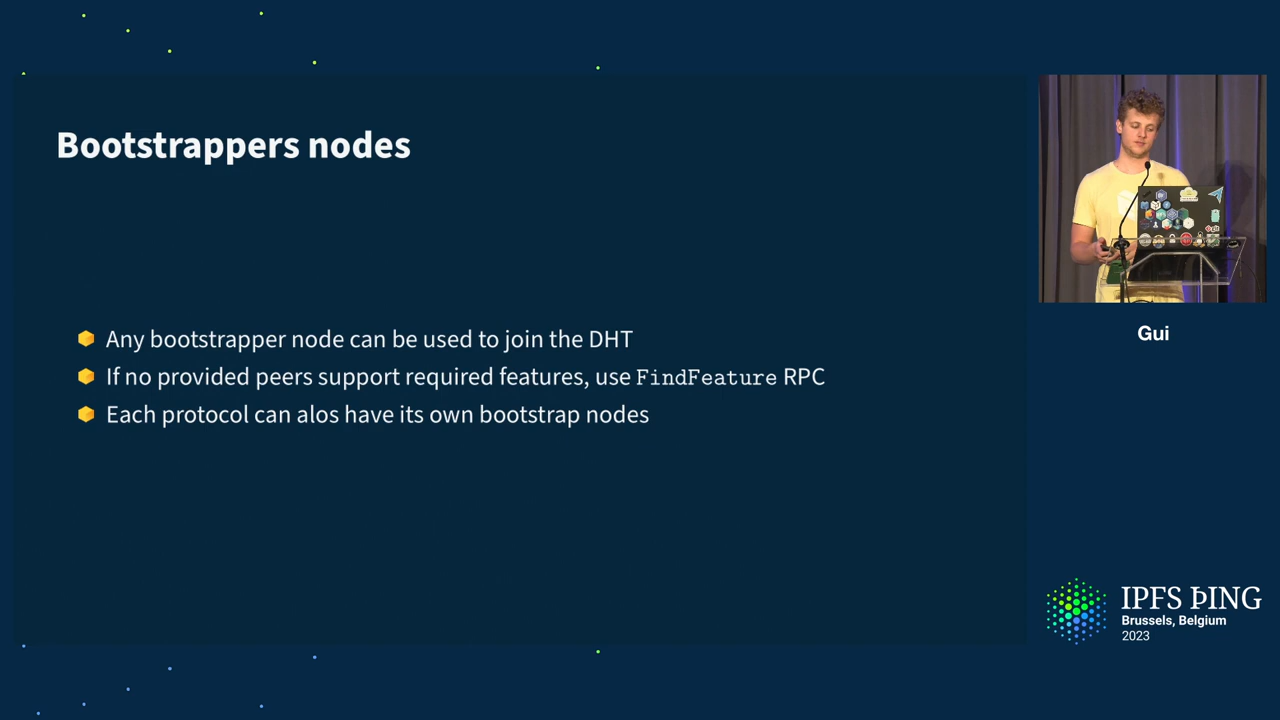 Bootstrappers nodes
Any bootstrapper node can be used to join the DHT
If no provided peers support required features, use FindFeature RPC
Each protocol can alos have its own bootstrap nodes
Gui
IPFS ÞING
Brussels, Belgium
2023